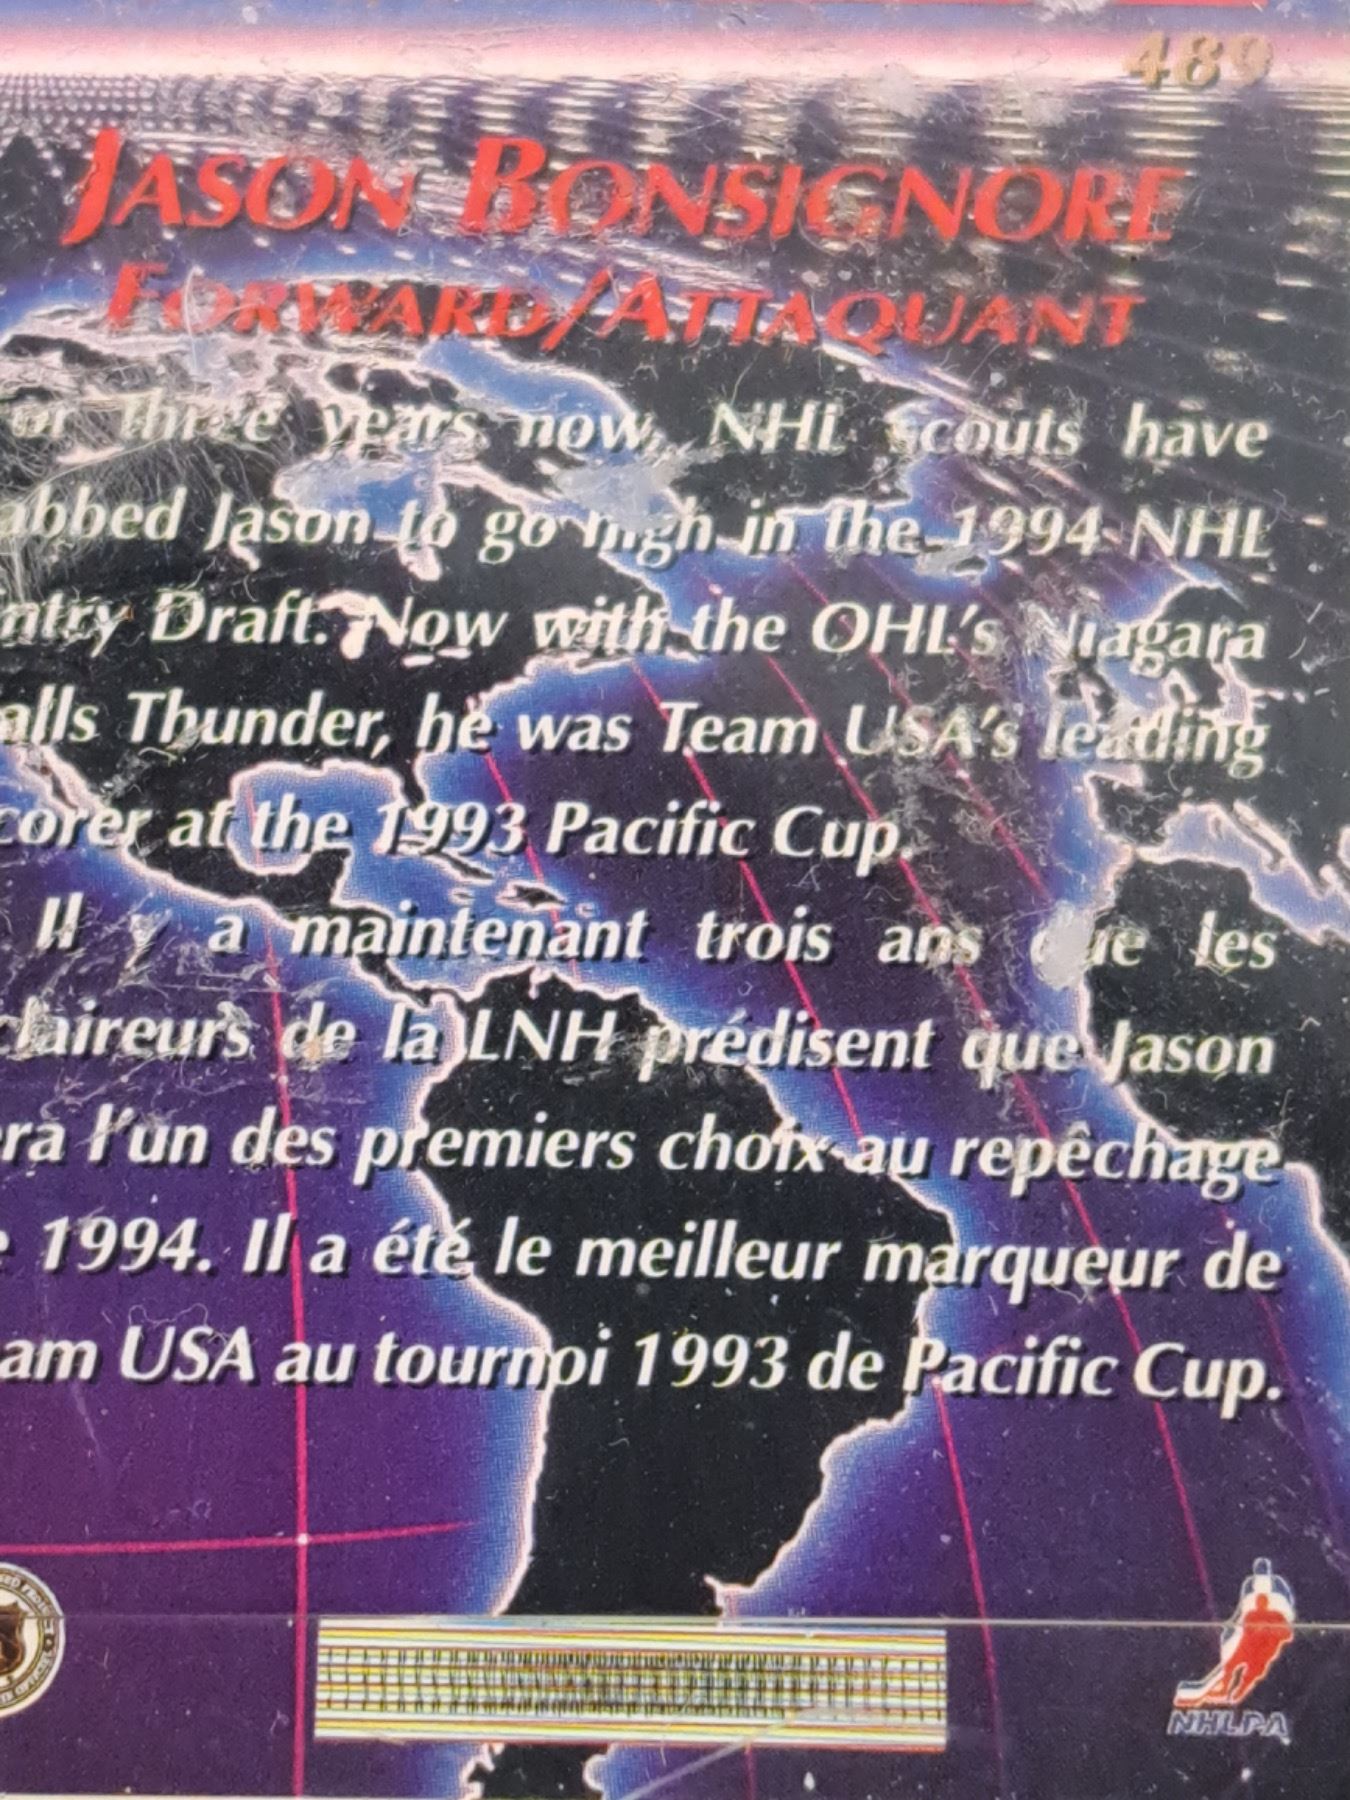 489
JASON BONSIGNORE
FORWARD/ATTAQUANT
or three years now, NHL scouts have
abbed Jason to go high in the 1994 NHL
ntry Draft. Now with the OHL's Niagara
alls Thunder, he was Team USA's leading
corer at the 1993 Pacific Cup.
Il y a maintenant trois ans que les
claireurs de la LNH prédisent que Jason
era l'un des premiers choix au repêchage
e 1994. Il a été le meilleur marqueur de
am USA au tournoi 1993 de Pacific Cup.
NHLPA